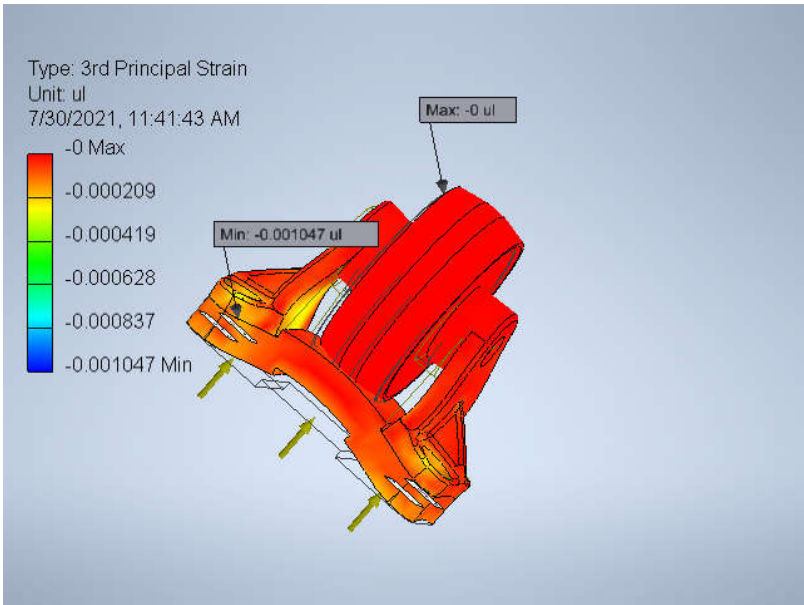 Type: 3rd Principal Strain
Unit: ul
7/30/2021, 11:41:43 AM
-0 Max
-0.000209
-0.000419
-0.000628
-0.000837
-0.001047 Min
Max: -0 ul
Min: -0.001047 ul